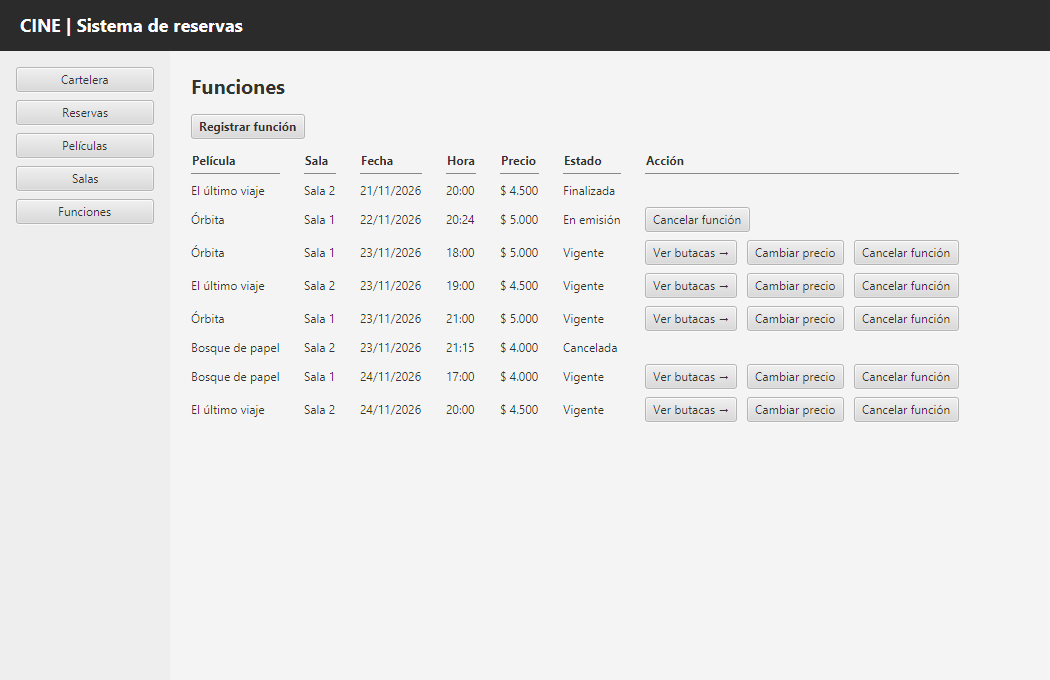 CINE | Sistema de reservas
Cartelera
Reservas
Películas
Salas
Funciones
Funciones
Registrar función
Película Sala Fecha Hora Precio Estado Acción
El último viaje Sala 2 21/11/2026 20:00 $ 4.500 Finalizada
Órbita Sala 1 22/11/2026 20:24 $ 5.000 En emisión Cancelar función
Órbita Sala 1 23/11/2026 18:00 $ 5.000 Vigente Ver butacas → Cambiar precio Cancelar función
El último viaje Sala 2 23/11/2026 19:00 $ 4.500 Vigente Ver butacas → Cambiar precio Cancelar función
Órbita Sala 1 23/11/2026 21:00 $ 5.000 Vigente Ver butacas → Cambiar precio Cancelar función
Bosque de papel Sala 2 23/11/2026 21:15 $ 4.000 Cancelada
Bosque de papel Sala 1 24/11/2026 17:00 $ 4.000 Vigente Ver butacas → Cambiar precio Cancelar función
El último viaje Sala 2 24/11/2026 20:00 $ 4.500 Vigente Ver butacas → Cambiar precio Cancelar función